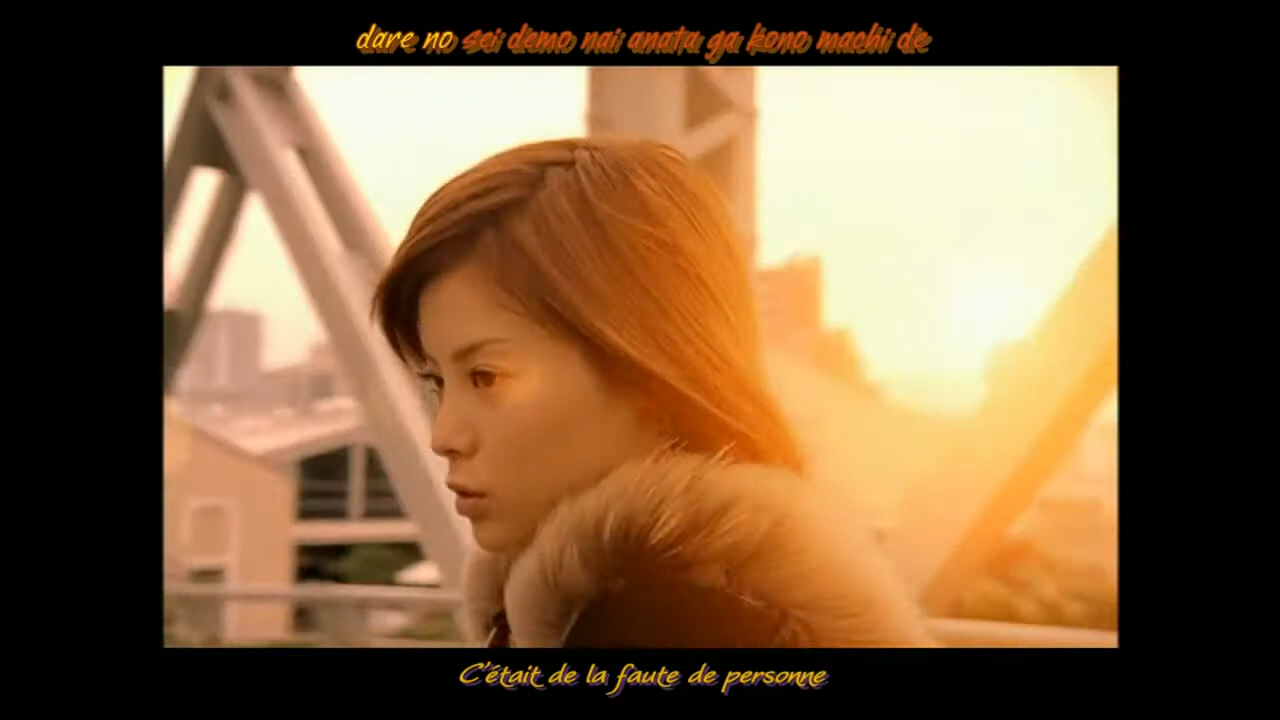 dare no sei demo nai anata ga kono machi de
C'était de la faute de personne